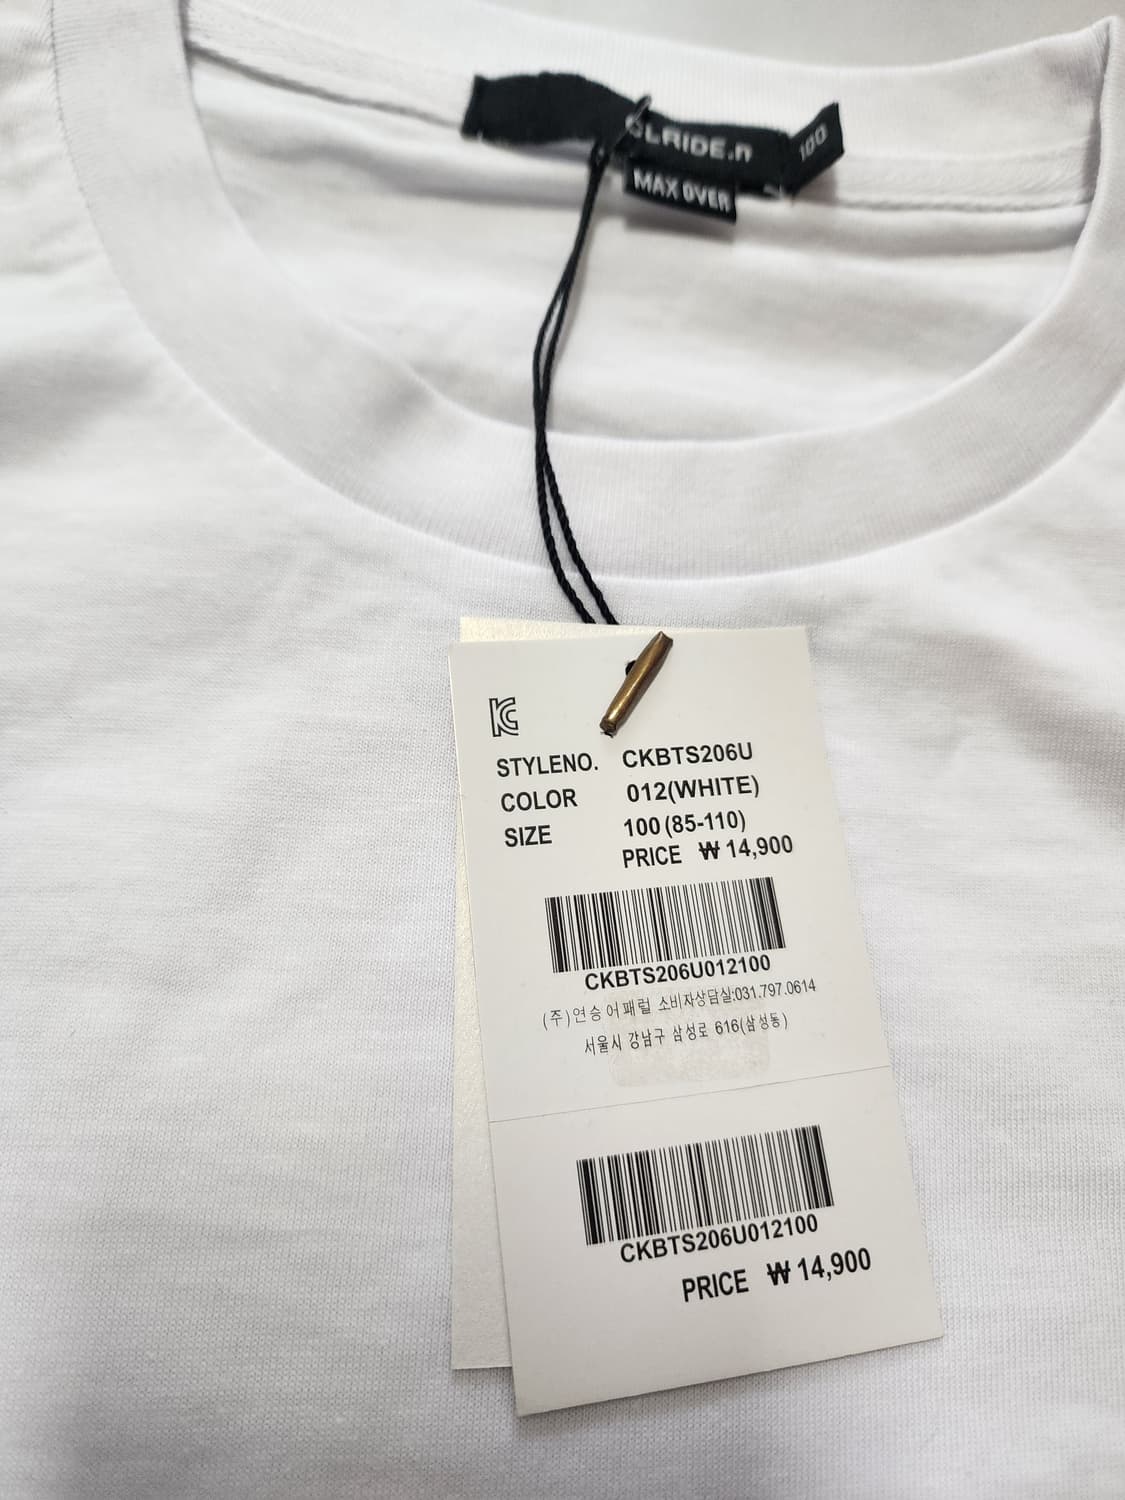 CLRIDE.n
100
MAX OVER
KC
STYLENO. CKBTS206U
COLOR 012(WHITE)
SIZE 100 (85-110)
PRICE ₩ 14,900
CKBTS206U012100
(주)연승어패럴 소비자상담실:031.797.0614
서울시 강남구 삼성로 616(삼성동)
CKBTS206U012100
PRICE ₩ 14,900